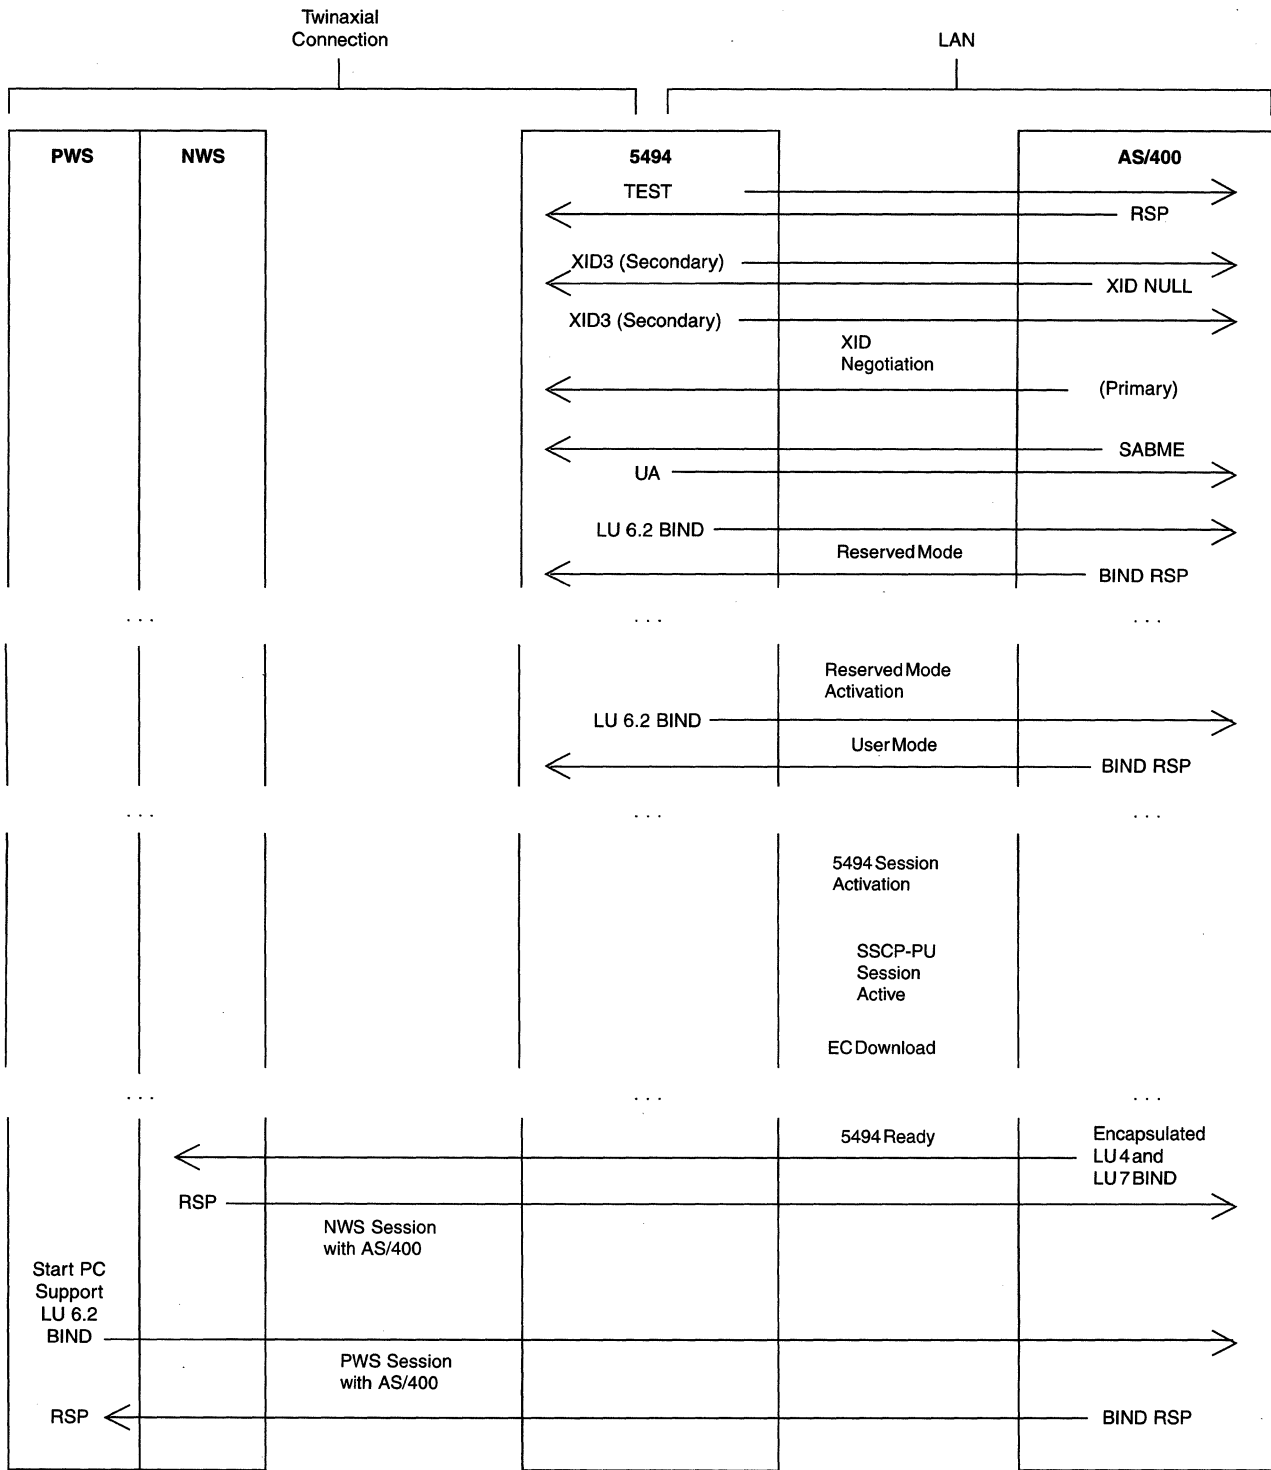 Twinaxial
Connection
LAN
PWS NWS 5494 AS/400
TEST
RSP
XID3 (Secondary)
XID NULL
XID3 (Secondary)
XID
Negotiation
(Primary)
SABME
UA
LU 6.2 BIND
Reserved Mode
BIND RSP
... ... ...
Reserved Mode
Activation
LU 6.2 BIND
User Mode
BIND RSP
... ... ...
5494 Session
Activation
SSCP-PU
Session
Active
EC Download
... ... ...
5494 Ready
Encapsulated
LU 4 and
LU 7 BIND
RSP
NWS Session
with AS/400
Start PC
Support
LU 6.2
BIND
PWS Session
with AS/400
RSP
BIND RSP